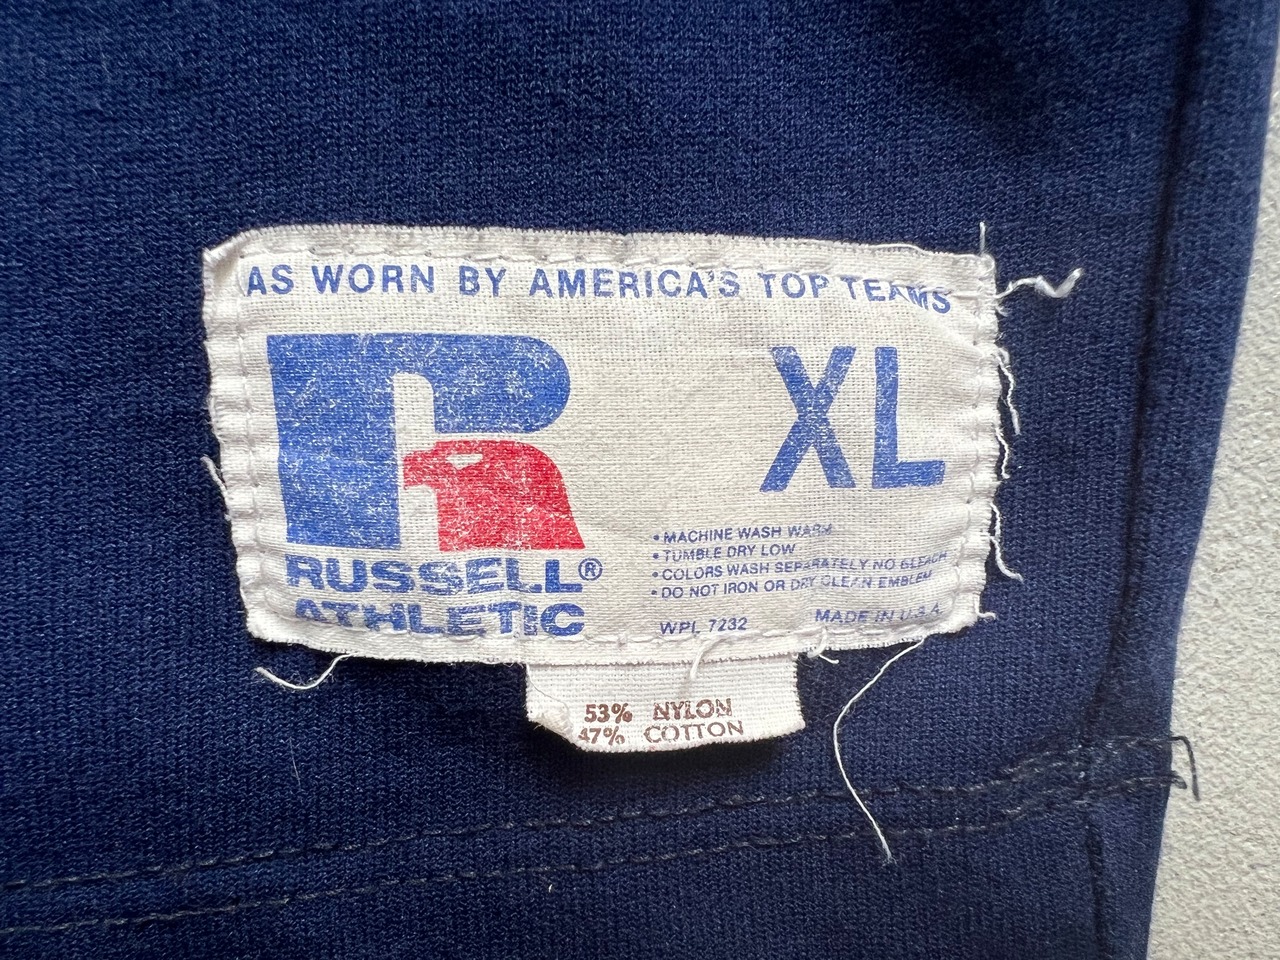 AS WORN BY AMERICA'S TOP TEAMS
R
XL
RUSSELL®
ATHLETIC
• MACHINE WASH WARM
• TUMBLE DRY LOW
• COLORS WASH SEPARATELY NO BLEACH
• DO NOT IRON OR DRY CLEAN EMBLEM
WPL 7232 MADE IN U.S.A.
53% NYLON
47% COTTON